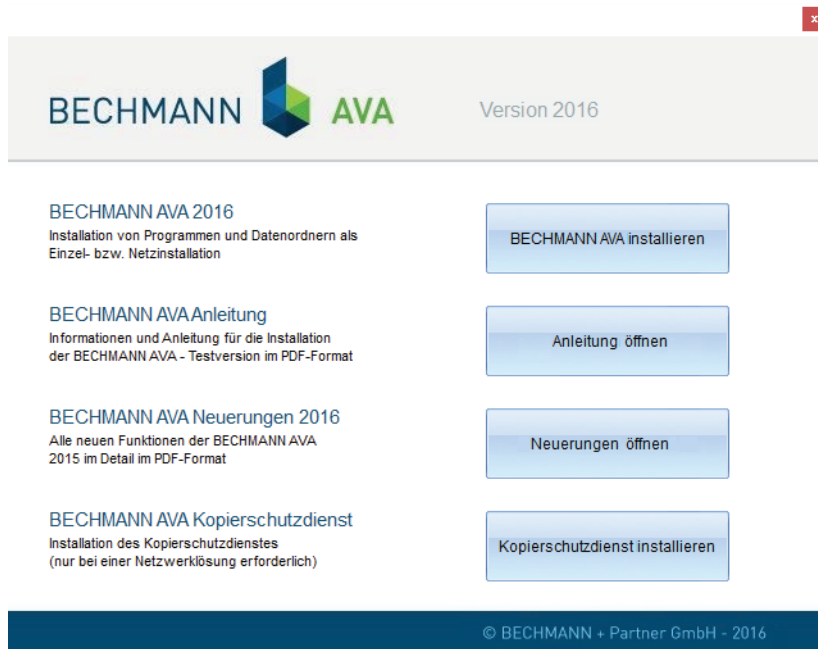 x
BECHMANN AVA
Version 2016
BECHMANN AVA 2016
Installation von Programmen und Datenordnern als
Einzel- bzw. Netzinstallation
BECHMANN AVA installieren
BECHMANN AVA Anleitung
Informationen und Anleitung für die Installation
der BECHMANN AVA - Testversion im PDF-Format
Anleitung öffnen
BECHMANN AVA Neuerungen 2016
Alle neuen Funktionen der BECHMANN AVA
2015 im Detail im PDF-Format
Neuerungen öffnen
BECHMANN AVA Kopierschutzdienst
Installation des Kopierschutzdienstes
(nur bei einer Netzwerklösung erforderlich)
Kopierschutzdienst installieren
© BECHMANN + Partner GmbH - 2016